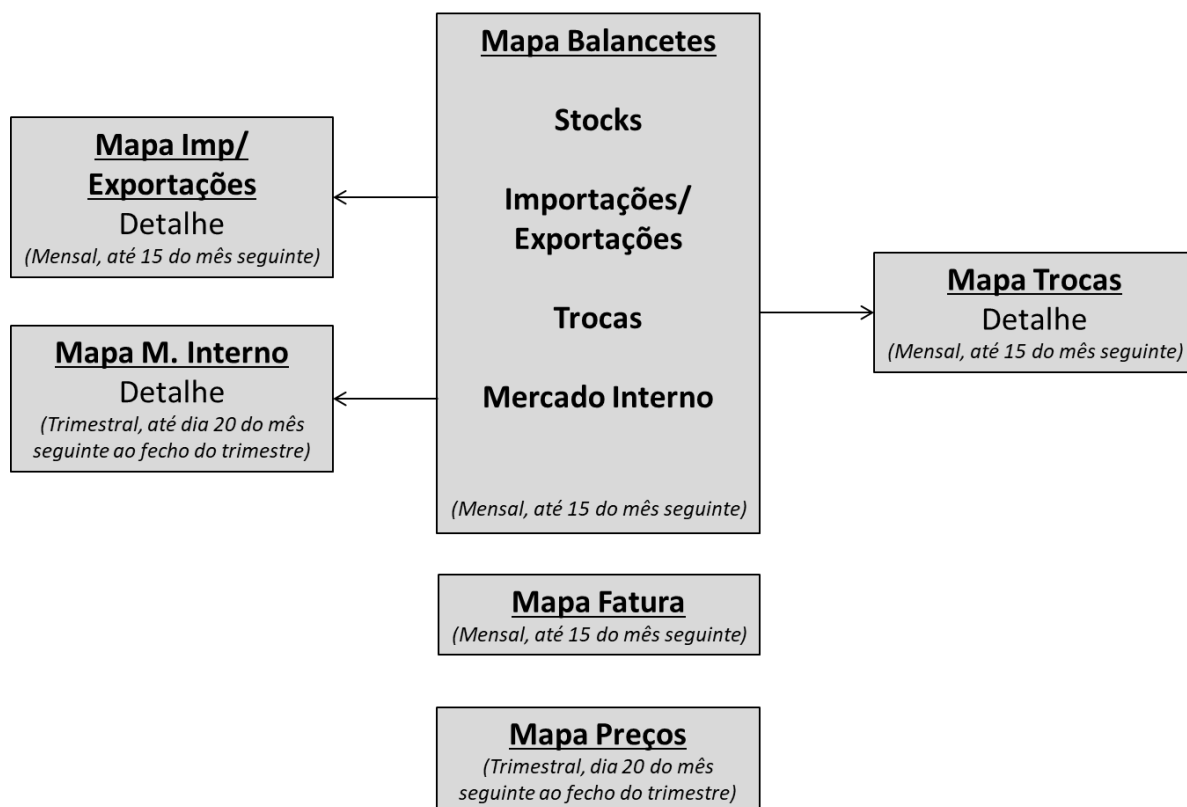 Mapa Balancetes
Stocks
Importações/
Exportações
Trocas
Mercado Interno
(Mensal, até 15 do mês seguinte)
Mapa Imp/
Exportações
Detalhe
(Mensal, até 15 do mês seguinte)
Mapa M. Interno
Detalhe
(Trimestral, até dia 20 do mês
seguinte ao fecho do trimestre)
Mapa Trocas
Detalhe
(Mensal, até 15 do mês seguinte)
Mapa Fatura
(Mensal, até 15 do mês seguinte)
Mapa Preços
(Trimestral, dia 20 do mês
seguinte ao fecho do trimestre)